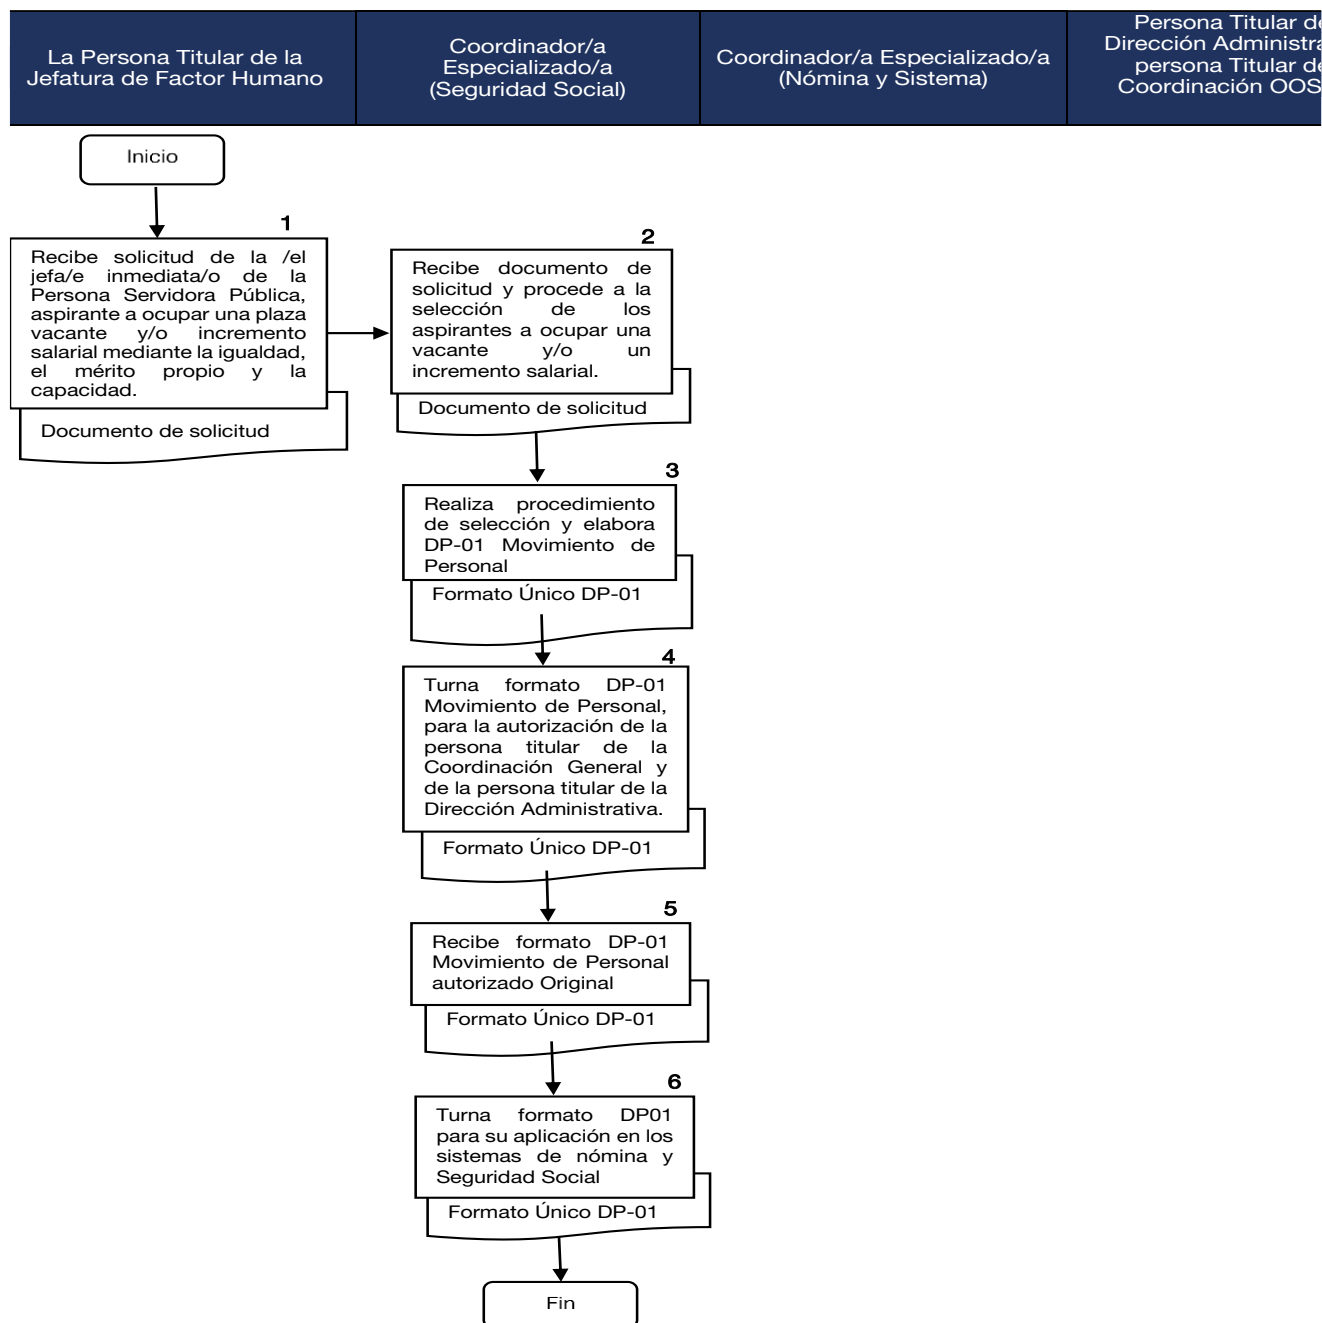 La Persona Titular de la
Jefatura de Factor Humano
Coordinador/a
Especializado/a
(Seguridad Social)
Coordinador/a Especializado/a
(Nómina y Sistema)
Persona Titular
Dirección
persona Titular
Coordinación
Inicio
1
Recibe solicitud de la /el
jefa/e inmediata/o de la
Persona Servidora Pública,
aspirante a ocupar una plaza
vacante y/o incremento
salarial mediante la igualdad,
el mérito propio y la
capacidad.
Documento de solicitud
2
Recibe documento de
solicitud y procede a la
selección de los
aspirantes a ocupar una
vacante y/o un
incremento salarial.
Documento de solicitud
3
Realiza procedimiento
de selección y elabora
DP-01 Movimiento de
Personal
Formato Único DP-01
4
Turna formato DP-01
Movimiento de Personal,
para la autorización de la
persona titular de la
Coordinación General y
de la persona titular de la
Dirección Administrativa.
Formato Único DP-01
5
Recibe formato DP-01
Movimiento de Personal
autorizado Original
Formato Único DP-01
6
Turna formato DP01
para su aplicación en los
sistemas de nómina y
Seguridad Social
Formato Único DP-01
Fin